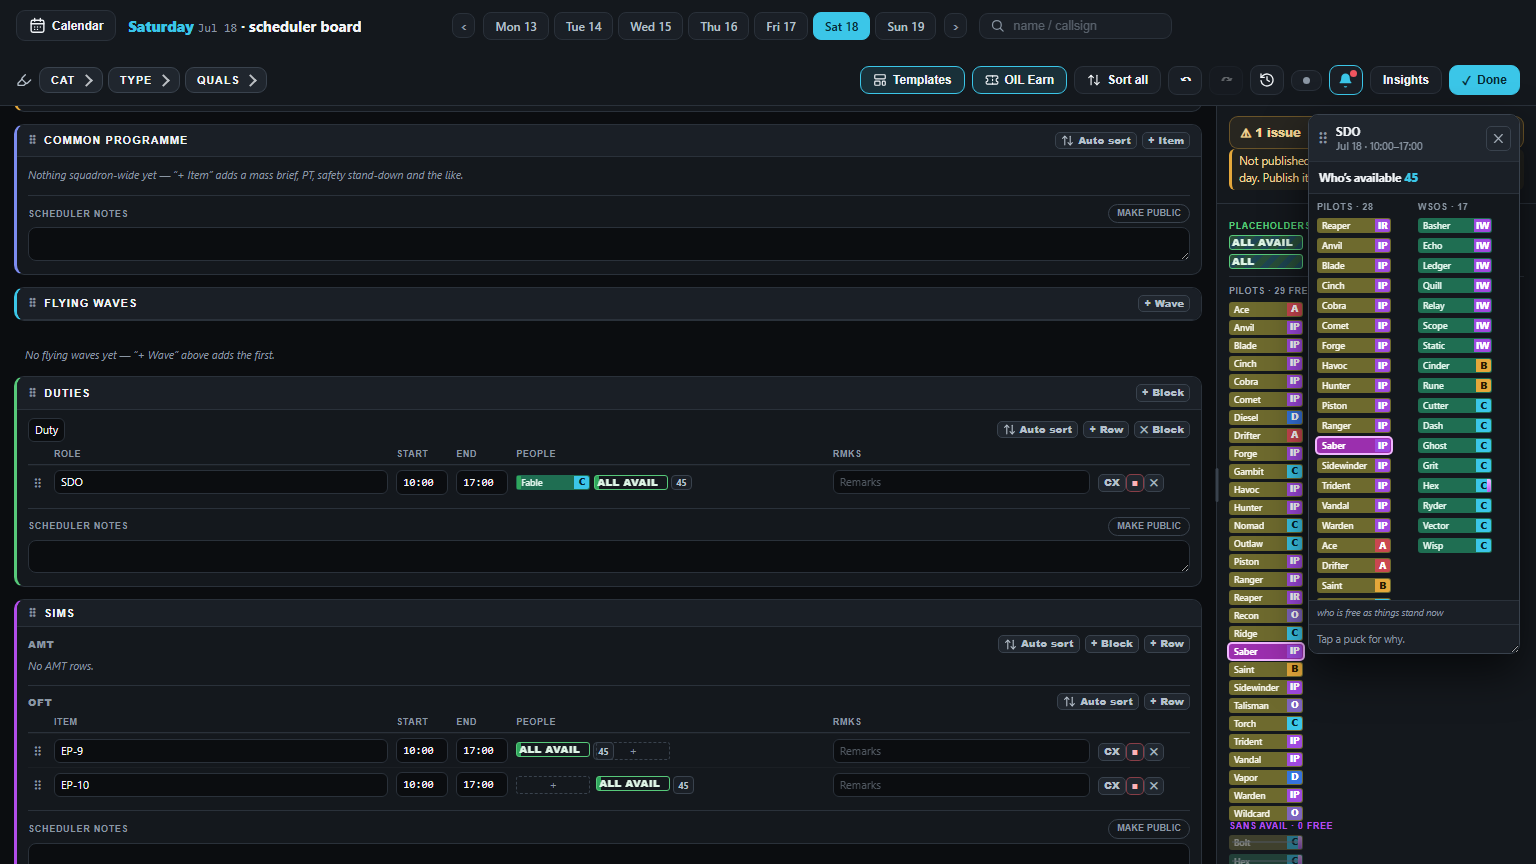 Calendar
Saturday Jul 18 · scheduler board
‹ Mon 13 Tue 14 Wed 15 Thu 16 Fri 17 Sat 18 Sun 19 ›
name / callsign
CAT TYPE QUALS
Templates OIL Earn Sort all Insights ✓ Done
COMMON PROGRAMME
Auto sort + Item
Nothing squadron-wide yet — "+ Item" adds a mass brief, PT, safety stand-down and the like.
SCHEDULER NOTES MAKE PUBLIC
FLYING WAVES + Wave
No flying waves yet — "+ Wave" above adds the first.
DUTIES + Block
Duty Auto sort + Row ✕ Block
ROLE START END PEOPLE RMKS
SDO 10:00 17:00 Fable C ALL AVAIL 45 Remarks CX ✕
SCHEDULER NOTES MAKE PUBLIC
SIMS
AMT Auto sort + Block + Row
No AMT rows.
OFT Auto sort + Row
ITEM START END PEOPLE RMKS
EP-9 10:00 17:00 ALL AVAIL 45 + Remarks CX ✕
EP-10 10:00 17:00 + ALL AVAIL 45 Remarks CX ✕
SCHEDULER NOTES MAKE PUBLIC
⚠ 1 issue
Not published
day. Publish it
PLACEHOLDERS
ALL AVAIL
ALL
PILOTS · 29 FRE
Ace A
Anvil IP
Blade IP
Cinch IP
Cobra IP
Comet IP
Diesel D
Drifter A
Forge IP
Gambit C
Havoc IP
Hunter IP
Nomad C
Outlaw C
Piston IP
Ranger IP
Reaper IR
Recon O
Ridge C
Saber IP
Saint B
Sidewinder IP
Talisman O
Torch C
Trident IP
Vandal IP
Vapor D
Warden IP
Wildcard O
SANS AVAIL · 0 FREE
Bolt C
Hex C
SDO
Jul 18 · 10:00–17:00
Who's available 45
PILOTS · 28
Reaper IR
Anvil IP
Blade IP
Cinch IP
Cobra IP
Comet IP
Forge IP
Havoc IP
Hunter IP
Piston IP
Ranger IP
Saber IP
Sidewinder IP
Trident IP
Vandal IP
Warden IP
Ace A
Drifter A
Saint B
WSOS · 17
Basher IW
Echo IW
Ledger IW
Quill IW
Relay IW
Scope IW
Static IW
Cinder B
Rune B
Cutter C
Dash C
Ghost C
Grit C
Hex C
Ryder C
Vector C
Wisp C
who is free as things stand now
Tap a puck for why.